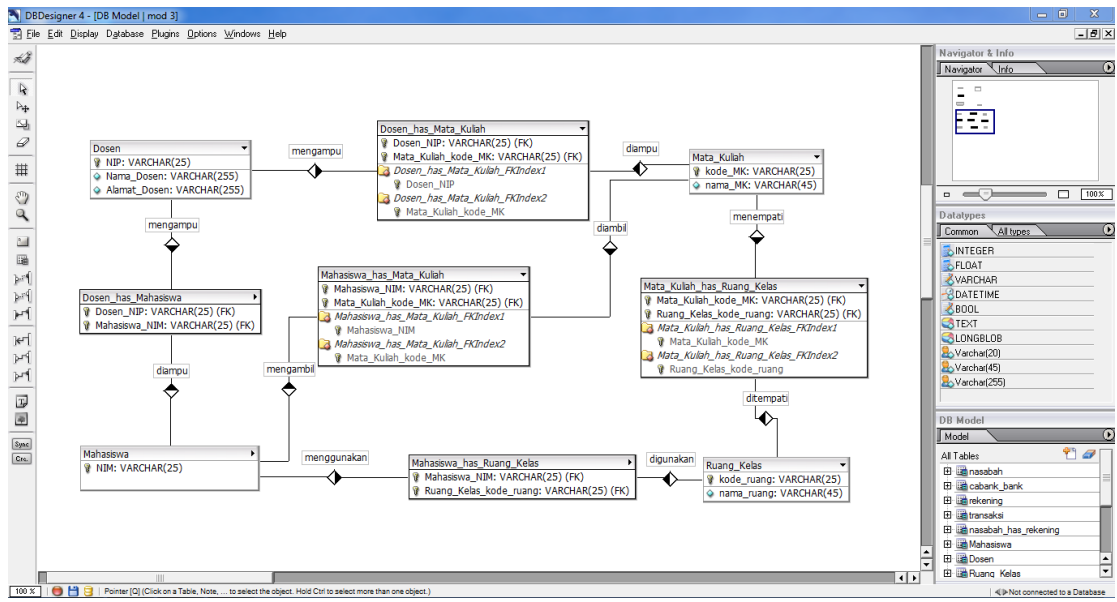 DBDesigner 4 - [DB Model | mod 3]
File Edit Display Database Plugins Options Windows Help
Dosen
NIP: VARCHAR(25)
Nama_Dosen: VARCHAR(255)
Alamat_Dosen: VARCHAR(255)
mengampu
Dosen_has_Mata_Kuliah
Dosen_NIP: VARCHAR(25) (FK)
Mata_Kuliah_kode_MK: VARCHAR(25) (FK)
Dosen_has_Mata_Kuliah_FKIndex1
Dosen_NIP
Dosen_has_Mata_Kuliah_FKIndex2
Mata_Kuliah_kode_MK
diampu
Mata_Kuliah
kode_MK: VARCHAR(25)
nama_MK: VARCHAR(45)
mengampu
diambil
menempati
Dosen_has_Mahasiswa
Dosen_NIP: VARCHAR(25) (FK)
Mahasiswa_NIM: VARCHAR(25) (FK)
Mahasiswa_has_Mata_Kuliah
Mahasiswa_NIM: VARCHAR(25) (FK)
Mata_Kuliah_kode_MK: VARCHAR(25) (FK)
Mahasiswa_has_Mata_Kuliah_FKIndex1
Mahasiswa_NIM
Mahasiswa_has_Mata_Kuliah_FKIndex2
Mata_Kuliah_kode_MK
Mata_Kuliah_has_Ruang_Kelas
Mata_Kuliah_kode_MK: VARCHAR(25) (FK)
Ruang_Kelas_kode_ruang: VARCHAR(25) (FK)
Mata_Kuliah_has_Ruang_Kelas_FKIndex1
Mata_Kuliah_kode_MK
Mata_Kuliah_has_Ruang_Kelas_FKIndex2
Ruang_Kelas_kode_ruang
diampu
mengambil
ditempati
Mahasiswa
NIM: VARCHAR(25)
menggunakan
Mahasiswa_has_Ruang_Kelas
Mahasiswa_NIM: VARCHAR(25) (FK)
Ruang_Kelas_kode_ruang: VARCHAR(25) (FK)
digunakan
Ruang_Kelas
kode_ruang: VARCHAR(25)
nama_ruang: VARCHAR(45)
Sync
Navigator & Info
Navigator Info
100 %
Datatypes
Common All types
INTEGER
FLOAT
VARCHAR
DATETIME
BOOL
TEXT
LONGBLOB
Varchar(20)
Varchar(45)
Varchar(255)
DB Model
Model
All Tables
nasabah
cabank_bank
rekening
transaksi
nasabah_has_rekening
Mahasiswa
Dosen
Ruang_Kelas
100 % Pointer [Q] (Click on a Table, Note, ... to select the object. Hold Ctrl to select more than one object.) Not connected to a Database